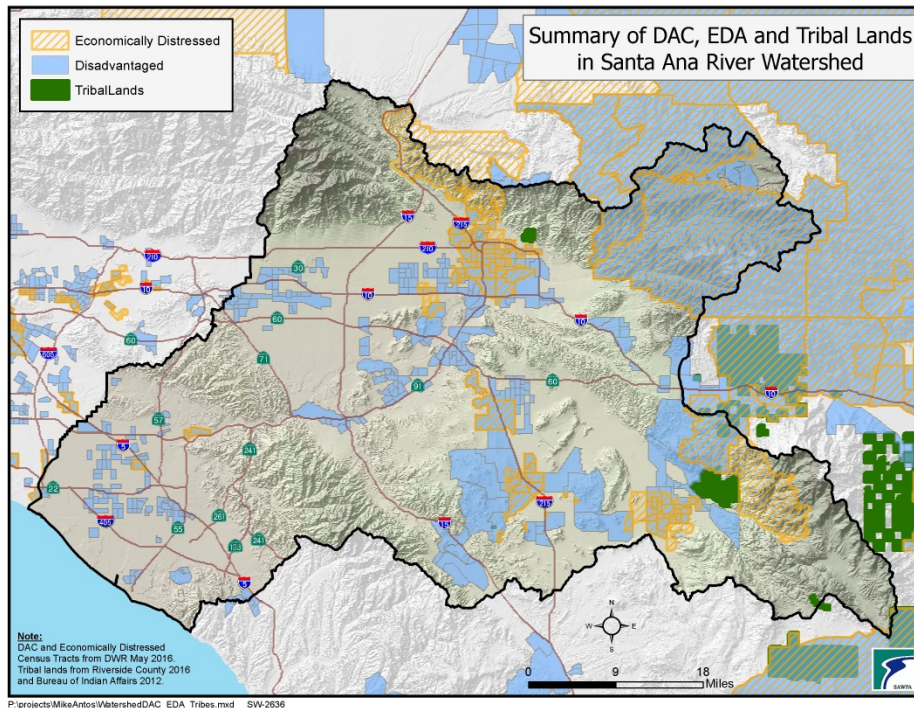 Economically Distressed
Disadvantaged
TribalLands
Summary of DAC, EDA and Tribal Lands
in Santa Ana River Watershed
15
215
210
210
30
10
10
10
60
60
605
71
91
60
10
57
5
241
22
261
405
55
241
133
5
15
215
N
W E
S
0 9 18
Miles
Note:
DAC and Economically Distressed
Census Tracts from DWR May 2016.
Tribal lands from Riverside County 2016
and Bureau of Indian Affairs 2012.
SAWPA
P:\projects\MikeAntos\WatershedDAC_EDA_Tribes.mxd SW-2636